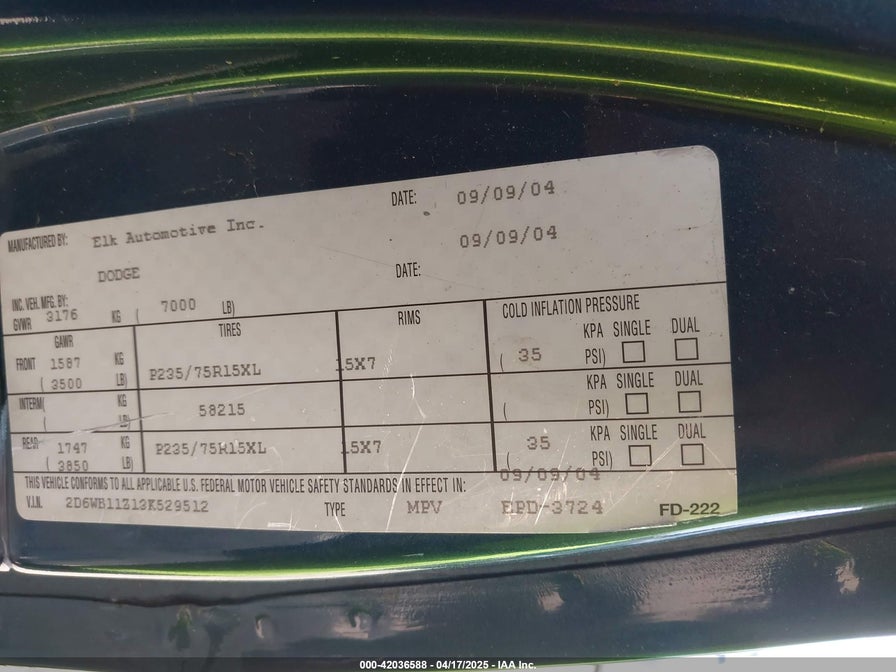 MANUFACTURED BY: Elk Automotive Inc. DATE: 09/09/04
DODGE DATE: 09/09/04
INC. VEH. MFG. BY:
GVWR 3176 KG ( 7000 LB)
GAWR TIRES RIMS COLD INFLATION PRESSURE
FRONT 1587 KG P235/75R15XL 15X7 35 KPA SINGLE DUAL
( 3500 LB) ( PSI)
INTERM( KG 58215 KPA SINGLE DUAL
LB) ( PSI)
REAR 1747 KG P235/75R15XL 15X7 35 KPA SINGLE DUAL
( 3850 LB) ( PSI)
THIS VEHICLE CONFORMS TO ALL APPLICABLE U.S. FEDERAL MOTOR VEHICLE SAFETY STANDARDS IN EFFECT IN: 09/09/04
V.I.N. 2D6WB11Z13K529512 TYPE MPV EPD-3724 FD-222
000-42036588 - 04/17/2025 - IAA Inc.